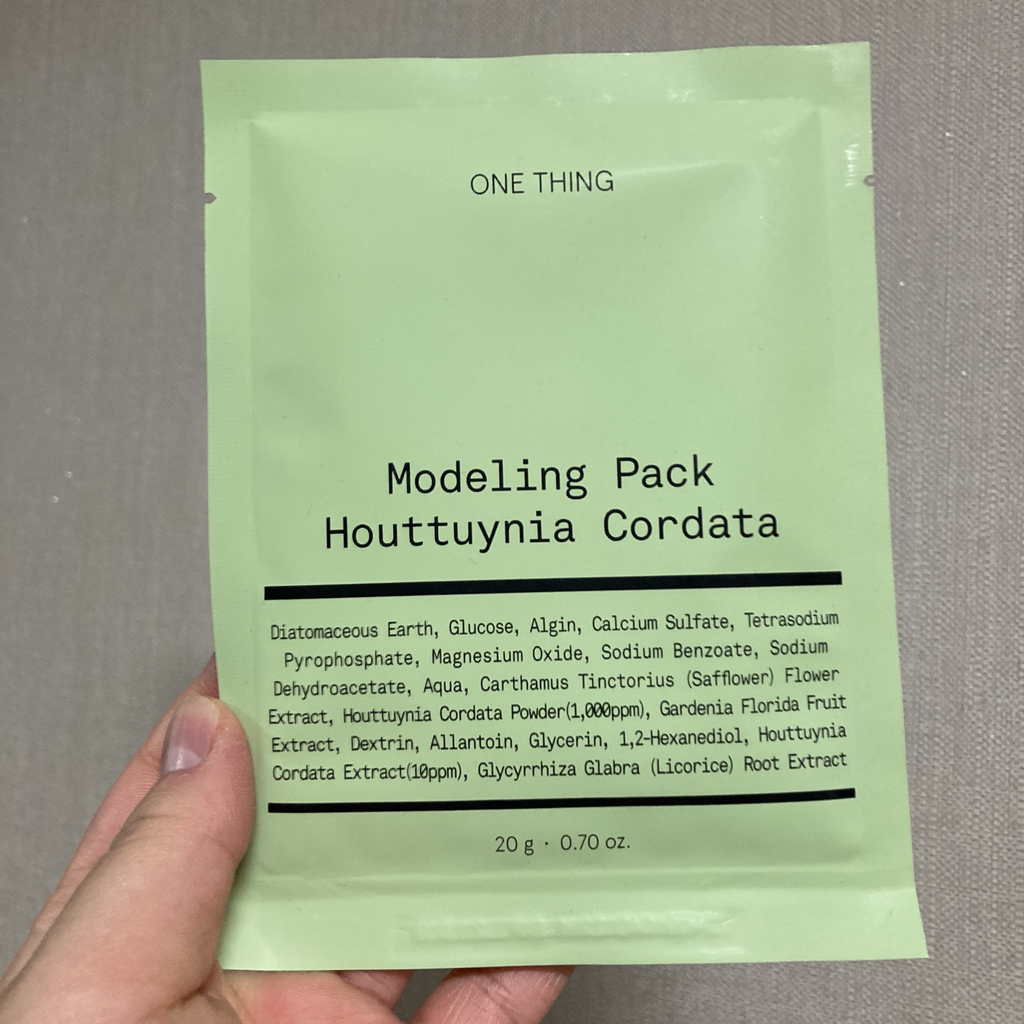 ONE THING
Modeling Pack
Houttuynia Cordata
Diatomaceous Earth, Glucose, Algin, Calcium Sulfate, Tetrasodium
Pyrophosphate, Magnesium Oxide, Sodium Benzoate, Sodium
Dehydroacetate, Aqua, Carthamus Tinctorius (Safflower) Flower
Extract, Houttuynia Cordata Powder(1,000ppm), Gardenia Florida Fruit
Extract, Dextrin, Allantoin, Glycerin, 1,2-Hexanediol, Houttuynia
Cordata Extract(10ppm), Glycyrrhiza Glabra (Licorice) Root Extract
20 g · 0.70 oz.